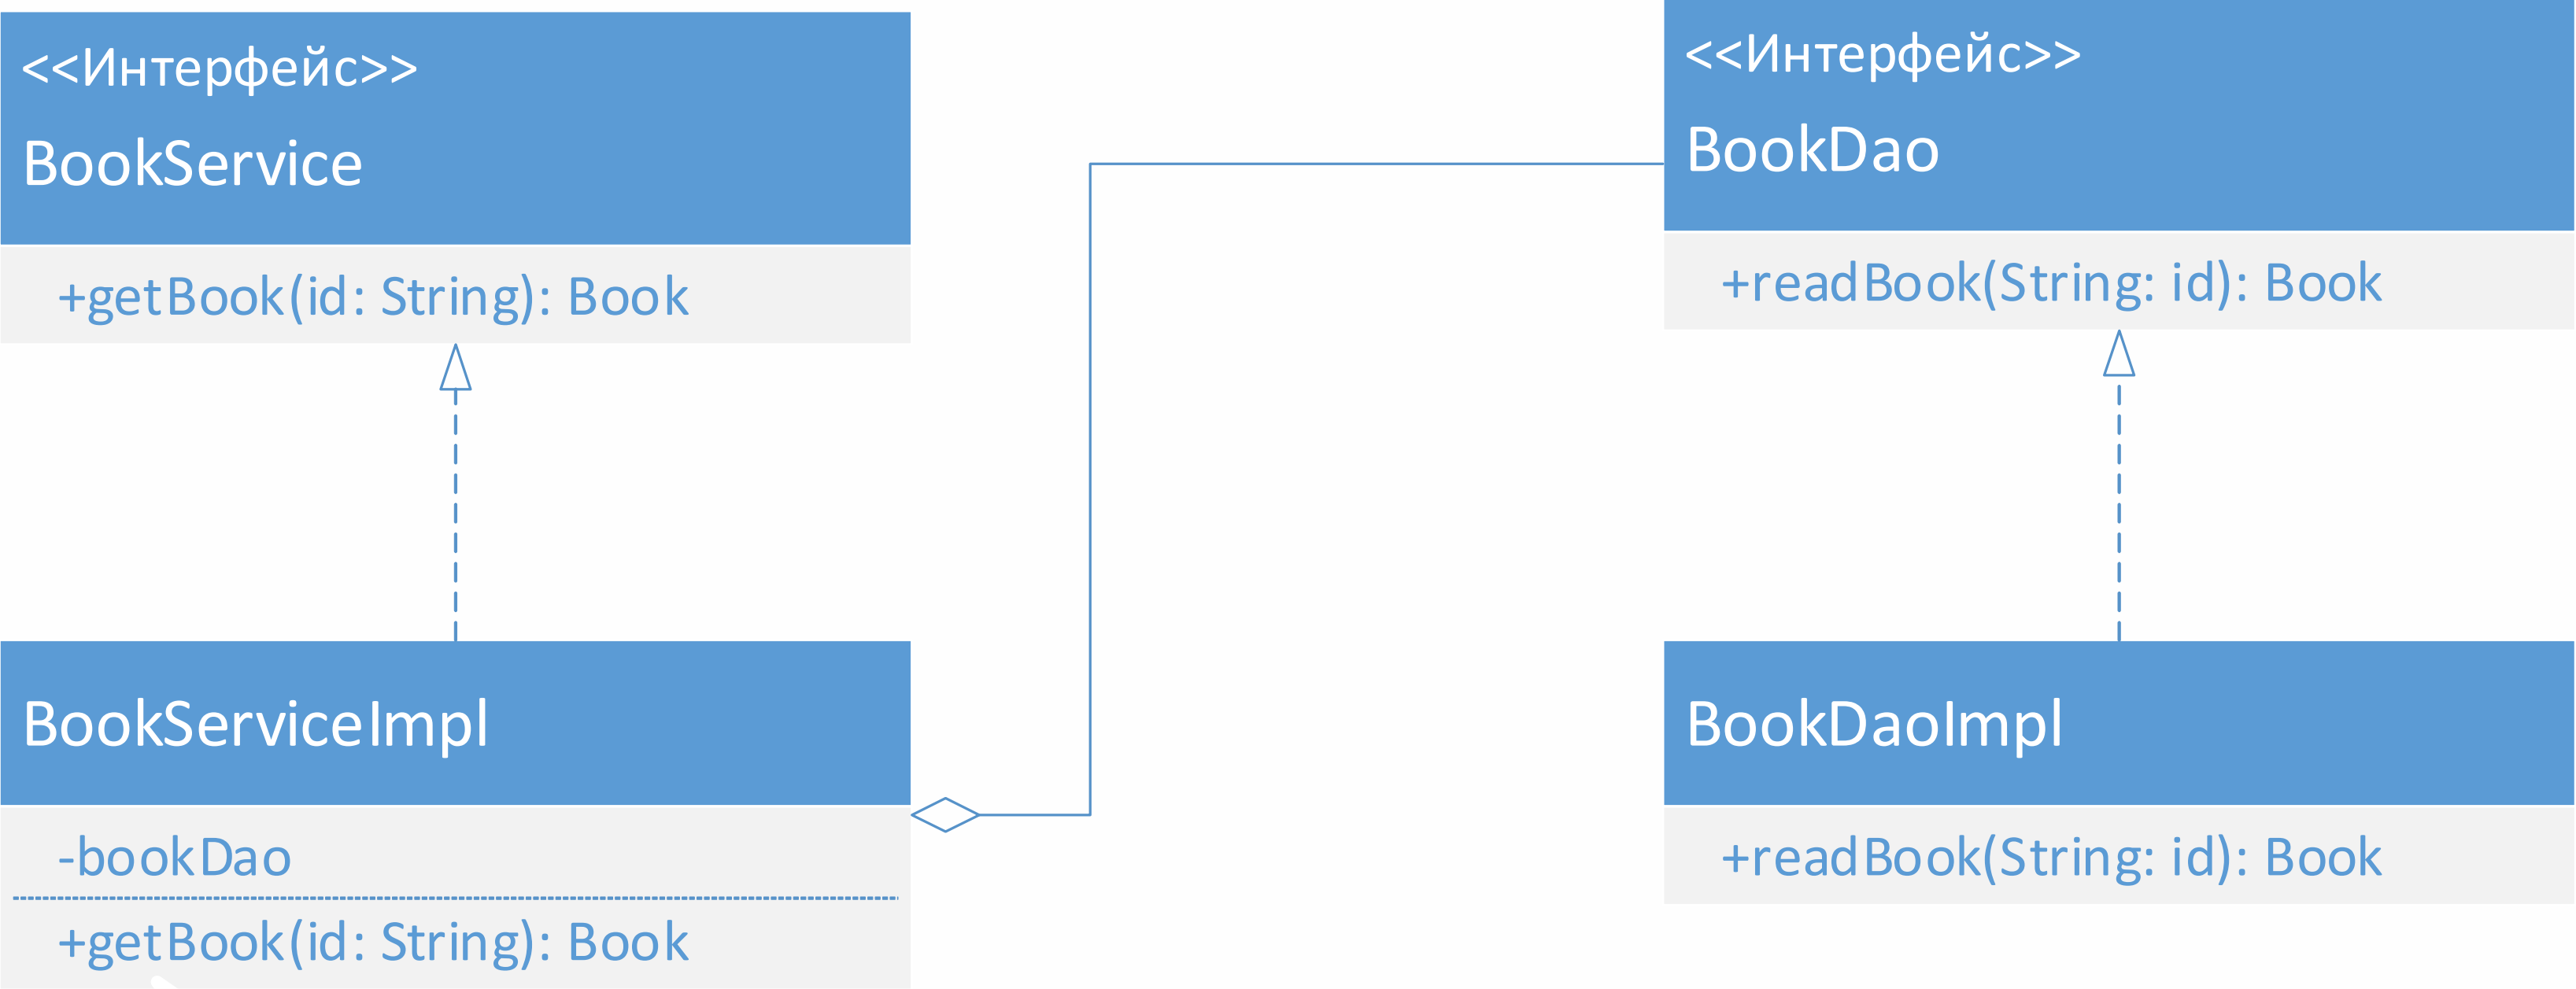 <<Интерфейс>>
BookService
+getBook(id: String): Book
<<Интерфейс>>
BookDao
+readBook(String: id): Book
BookServiceImpl
-bookDao
+getBook(id: String): Book
BookDaoImpl
+readBook(String: id): Book